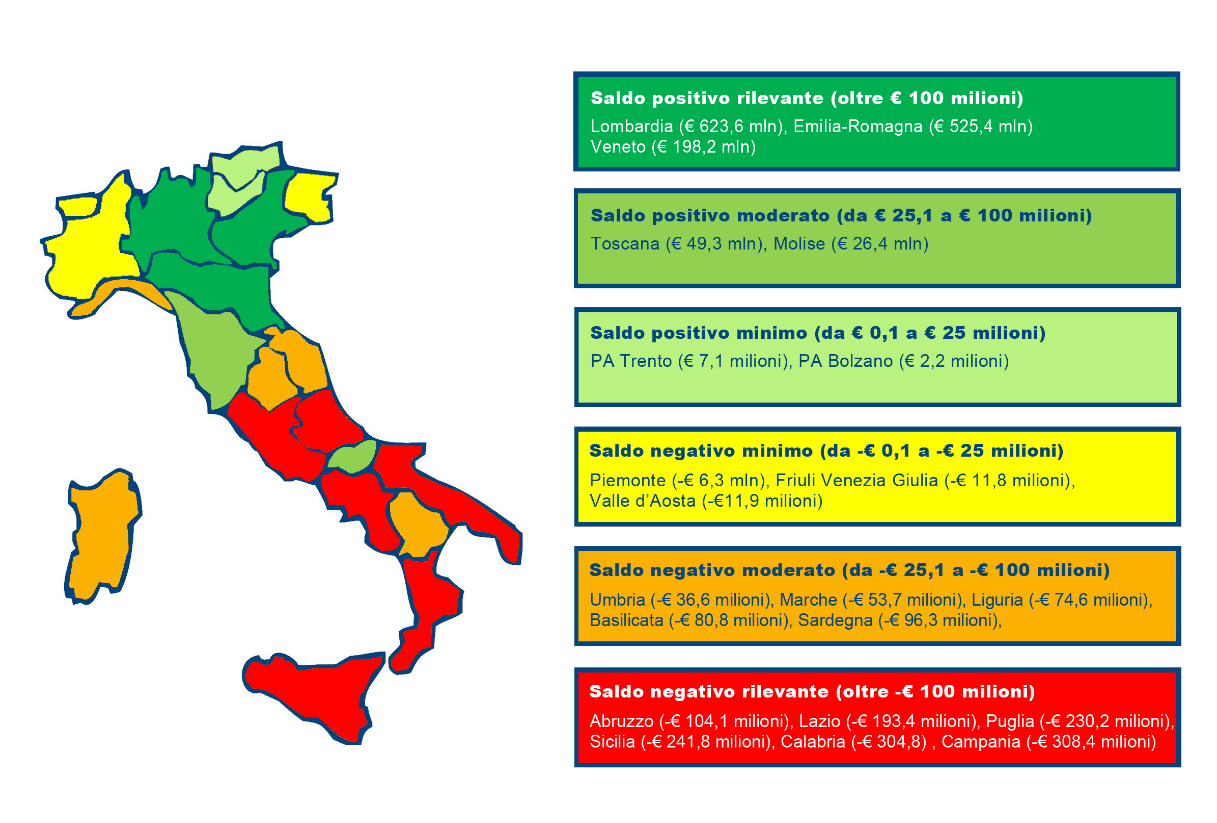 Saldo positivo rilevante (oltre € 100 milioni)
Lombardia (€ 623,6 mln), Emilia-Romagna (€ 525,4 mln)
Veneto (€ 198,2 mln)
Saldo positivo moderato (da € 25,1 a € 100 milioni)
Toscana (€ 49,3 mln), Molise (€ 26,4 mln)
Saldo positivo minimo (da € 0,1 a € 25 milioni)
PA Trento (€ 7,1 milioni), PA Bolzano (€ 2,2 milioni)
Saldo negativo minimo (da -€ 0,1 a -€ 25 milioni)
Piemonte (-€ 6,3 mln), Friuli Venezia Giulia (-€ 11,8 milioni),
Valle d’Aosta (-€11,9 milioni)
Saldo negativo moderato (da -€ 25,1 a -€ 100 milioni)
Umbria (-€ 36,6 milioni), Marche (-€ 53,7 milioni), Liguria (-€ 74,6 milioni),
Basilicata (-€ 80,8 milioni), Sardegna (-€ 96,3 milioni),
Saldo negativo rilevante (oltre -€ 100 milioni)
Abruzzo (-€ 104,1 milioni), Lazio (-€ 193,4 milioni), Puglia (-€ 230,2 milioni),
Sicilia (-€ 241,8 milioni), Calabria (-€ 304,8) , Campania (-€ 308,4 milioni)